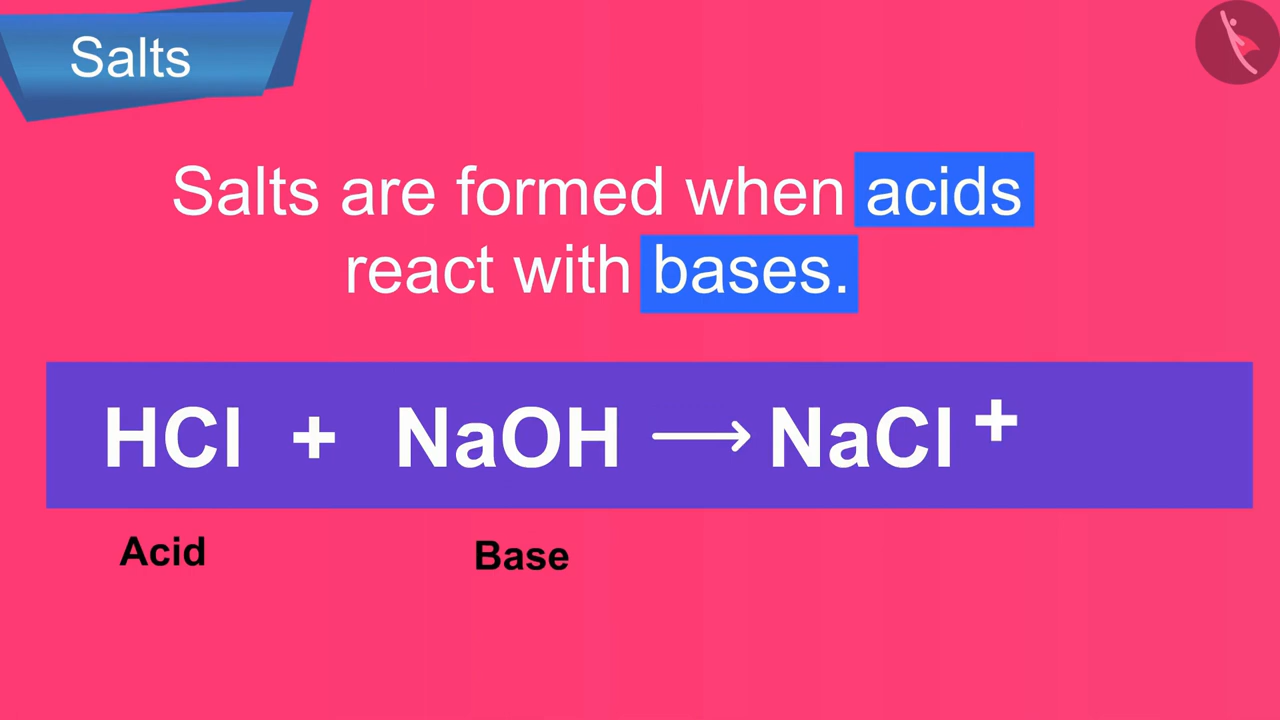 Salts
Salts are formed when acids
react with bases.
HCl + NaOH ⟶ NaCl +
Acid Base